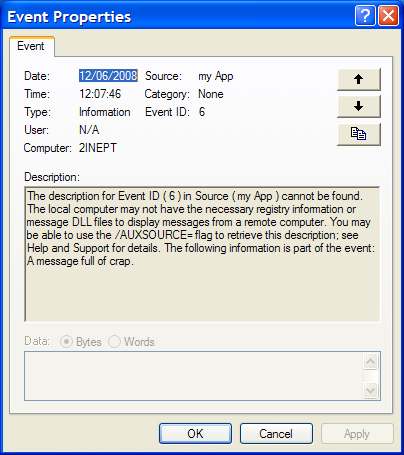 Event Properties
Event
Date: 12/06/2008 Source: my App
Time: 12:07:46 Category: None
Type: Information Event ID: 6
User: N/A
Computer: 2INEPT
Description:
The description for Event ID ( 6 ) in Source ( my App ) cannot be found.
The local computer may not have the necessary registry information or
message DLL files to display messages from a remote computer. You may
be able to use the /AUXSOURCE= flag to retrieve this description; see
Help and Support for details. The following information is part of the event:
A message full of crap.
Data: Bytes Words
OK Cancel Apply